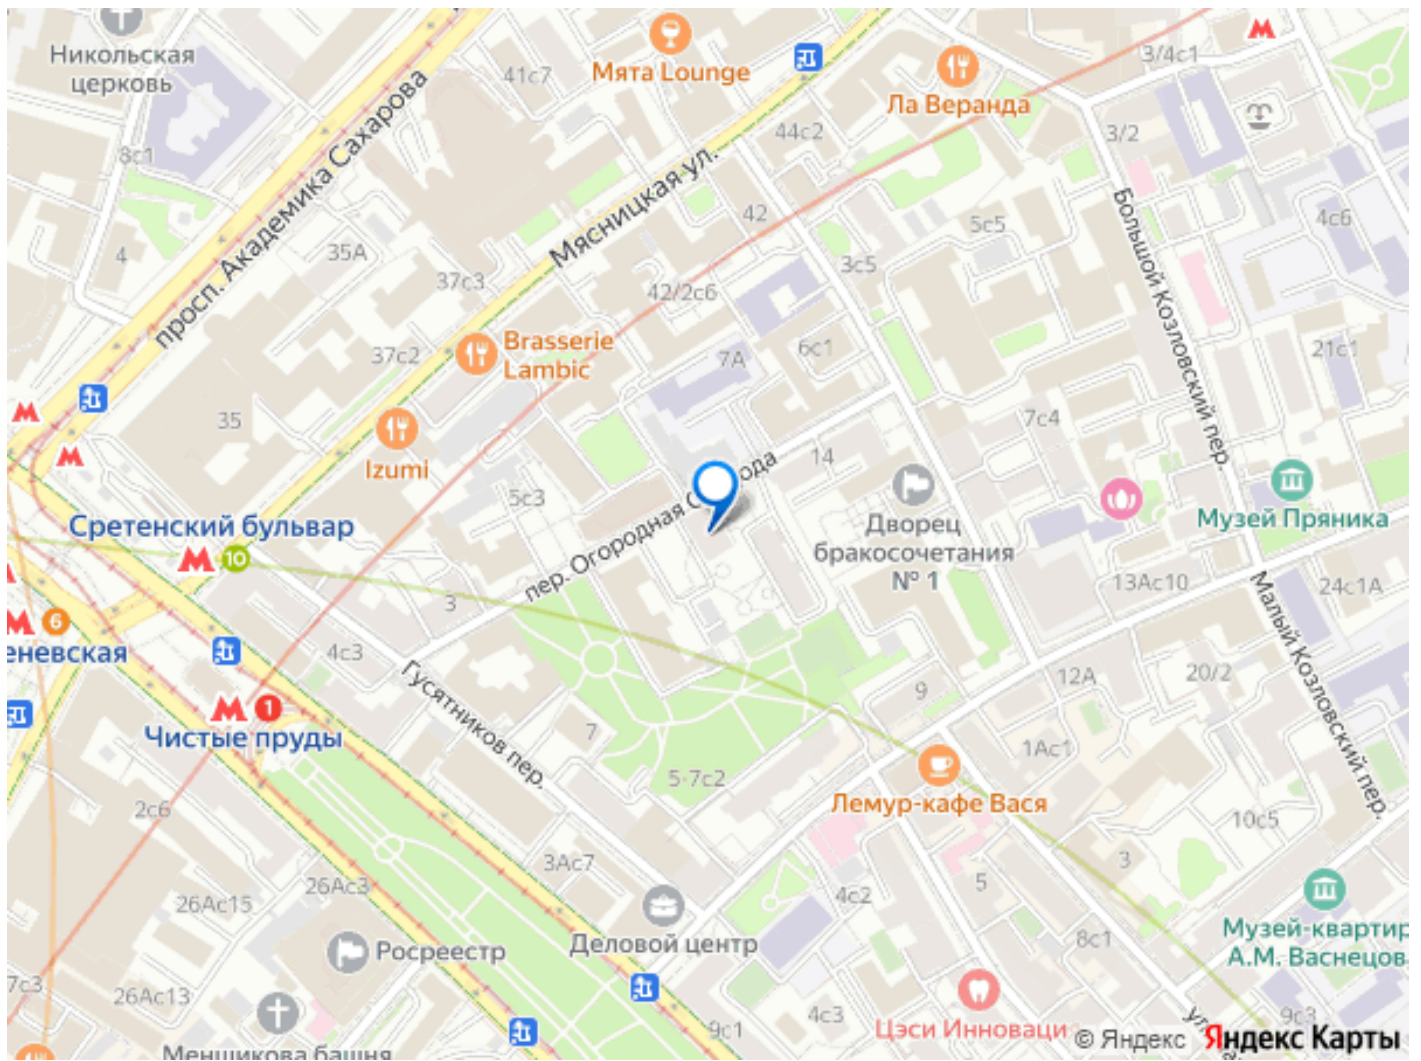 Никольская
церковь
8с1
4
просп. Академика Сахарова
41с7
Мята Lounge
44с2
Ла Веранда
3/4с1
3/2
35А
37с3
Мясницкая ул.
42
42/2с6
3с5
5с5
Большой Козловский пер.
4с6
37с2
Brasserie
Lambic
35
Izumi
7А
6с1
21с1
7с4
14
5с3
пер. Огородная С
ода
Дворец
бракосочетания
№ 1
Музей Пряника
Сретенский бульвар
10
6
еневская
3
4с3
13Ас10
24с1А
Малый Козловский пер.
1
Чистые пруды
Гусятников пер.
7
9
12А
20/2
1Ас1
5-7с2
Лемур-кафе Вася
2с6
3Ас7
26Ас3
26Ас15
10с5
3
5
4с2
Деловой центр
Росреестр
8с1
Музей-квартир
А.М. Васнецов
7с3
26Ас13
Меншикова башня
9с1
4с3
Цэси Инноваци
9с3
ул.
© Яндекс Яндекс Карты